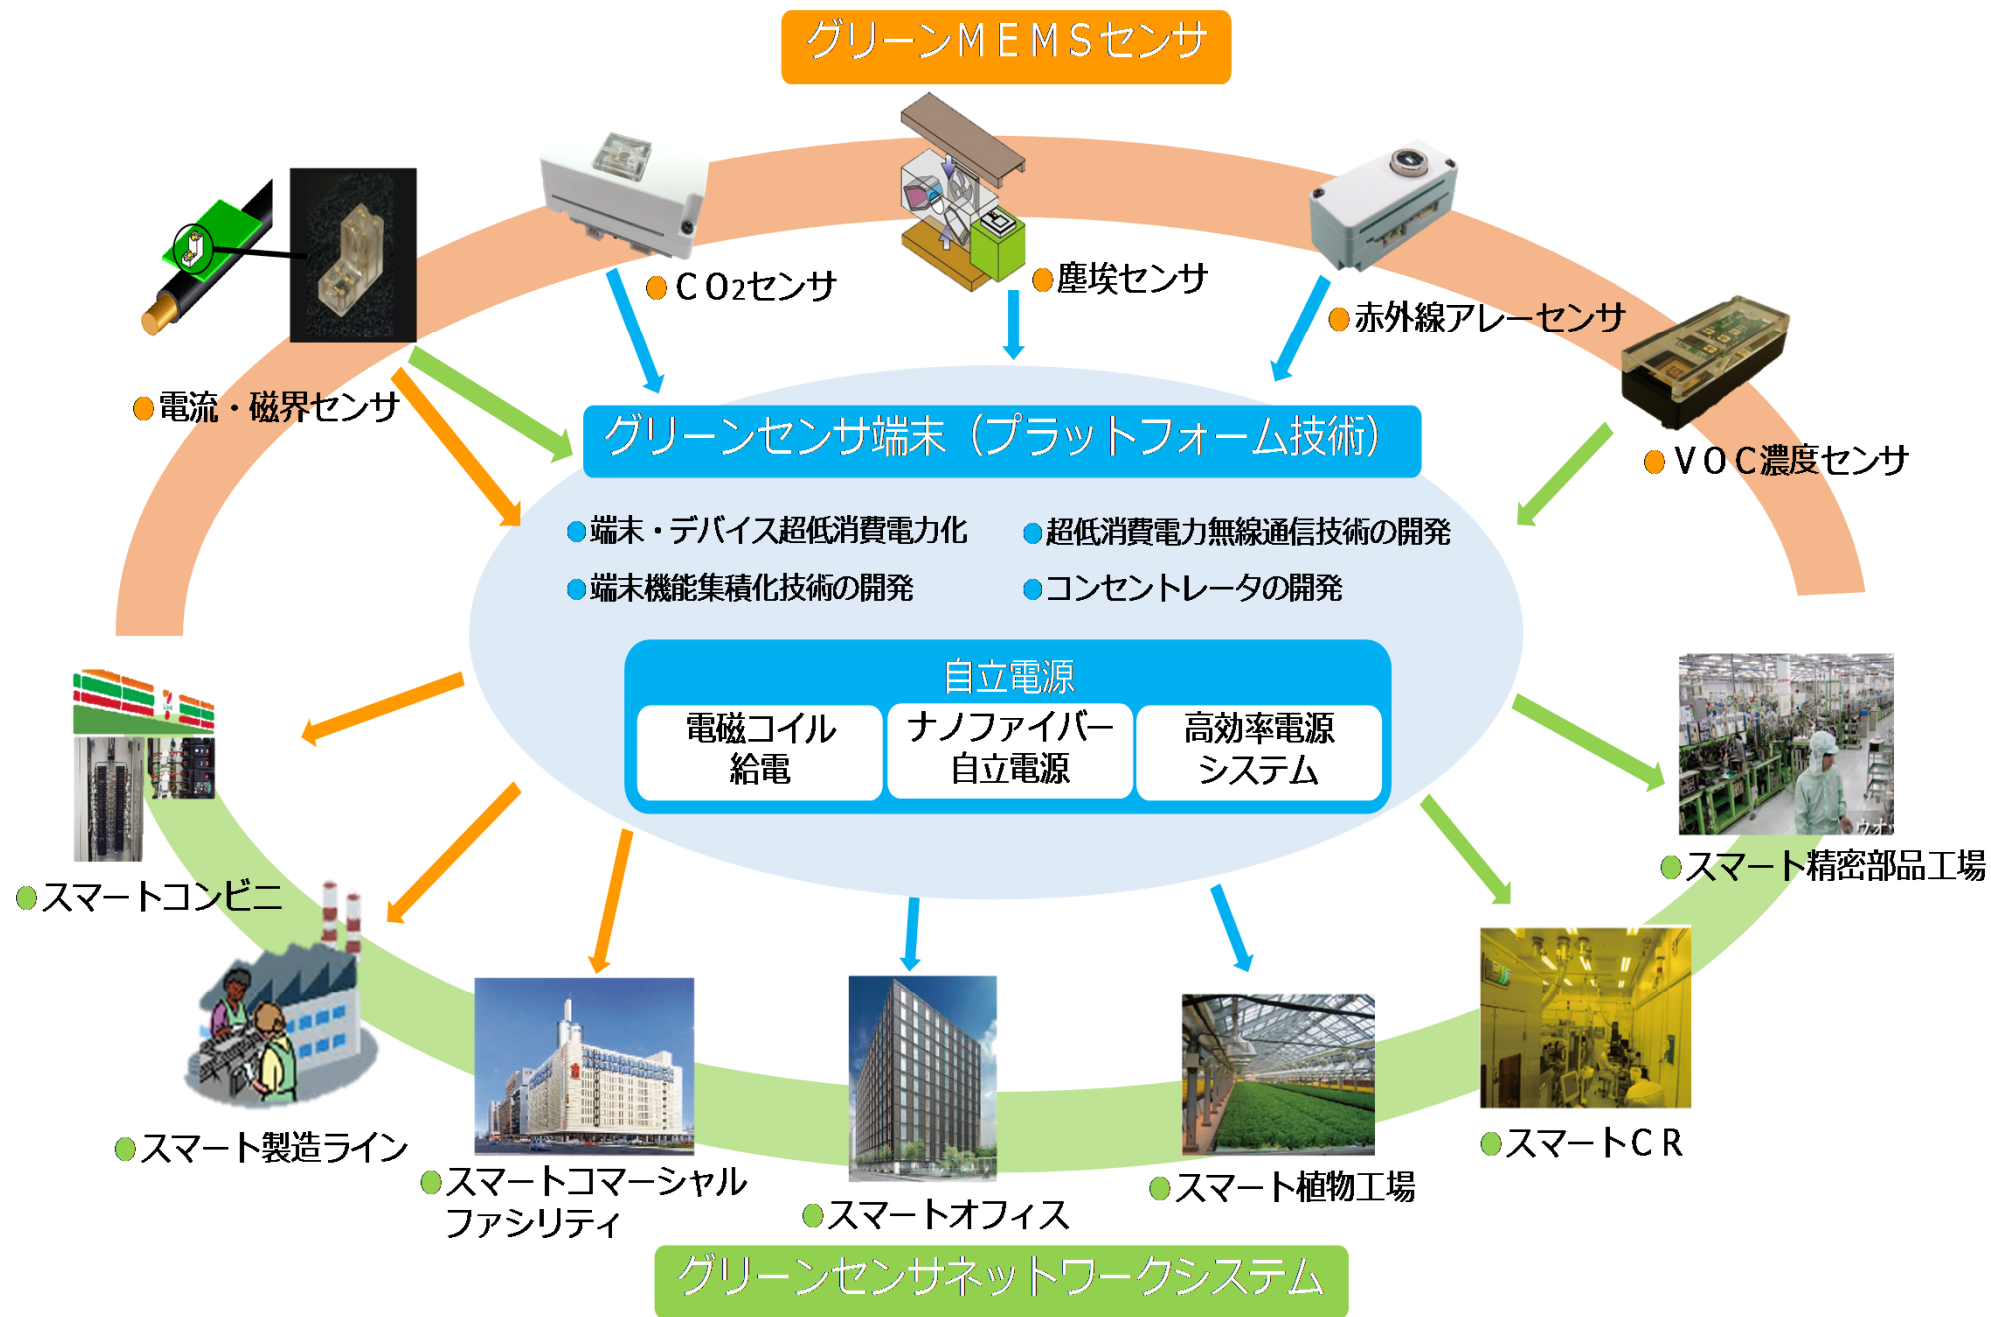 グリーンＭＥＭＳセンサ
ＣＯ2センサ
塵埃センサ
赤外線アレーセンサ
電流・磁界センサ
ＶＯＣ濃度センサ
グリーンセンサ端末（プラットフォーム技術）
端末・デバイス超低消費電力化
超低消費電力無線通信技術の開発
端末機能集積化技術の開発
コンセントレータの開発
自立電源
電磁コイル
給電
ナノファイバー
自立電源
高効率電源
システム
ウオッ
スマート精密部品工場
スマートコンビニ
スマート製造ライン
スマートＣＲ
スマートコマーシャル
ファシリティ
スマートオフィス
スマート植物工場
グリーンセンサネットワークシステム